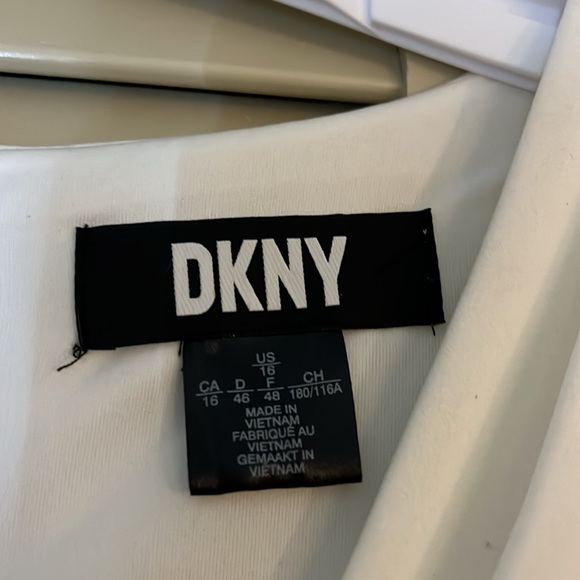 DKNY
US
16
CA D F CH
16 46 48 180/116A
MADE IN
VIETNAM
FABRIQUÉ AU
VIETNAM
GEMAAKT IN
VIETNAM